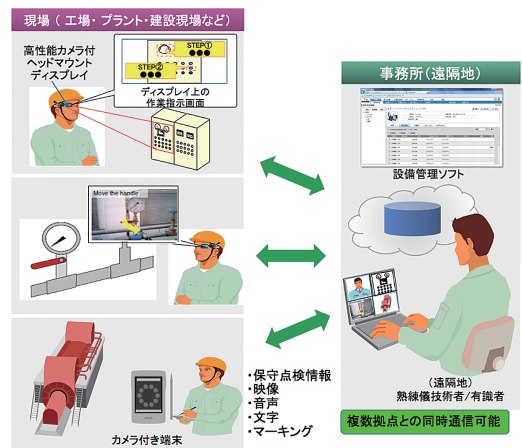 現場（工場・プラント・建設現場など）
高性能カメラ付
ヘッドマウント
ディスプレイ
STEP①
STEP②
ディスプレイ上の
作業指示画面
Move the handle
カメラ付き端末
・保守点検情報
・映像
・音声
・文字
・マーキング
事務所（遠隔地）
設備管理ソフト
（遠隔地）
熟練儀技術者/有識者
複数拠点との同時通信可能